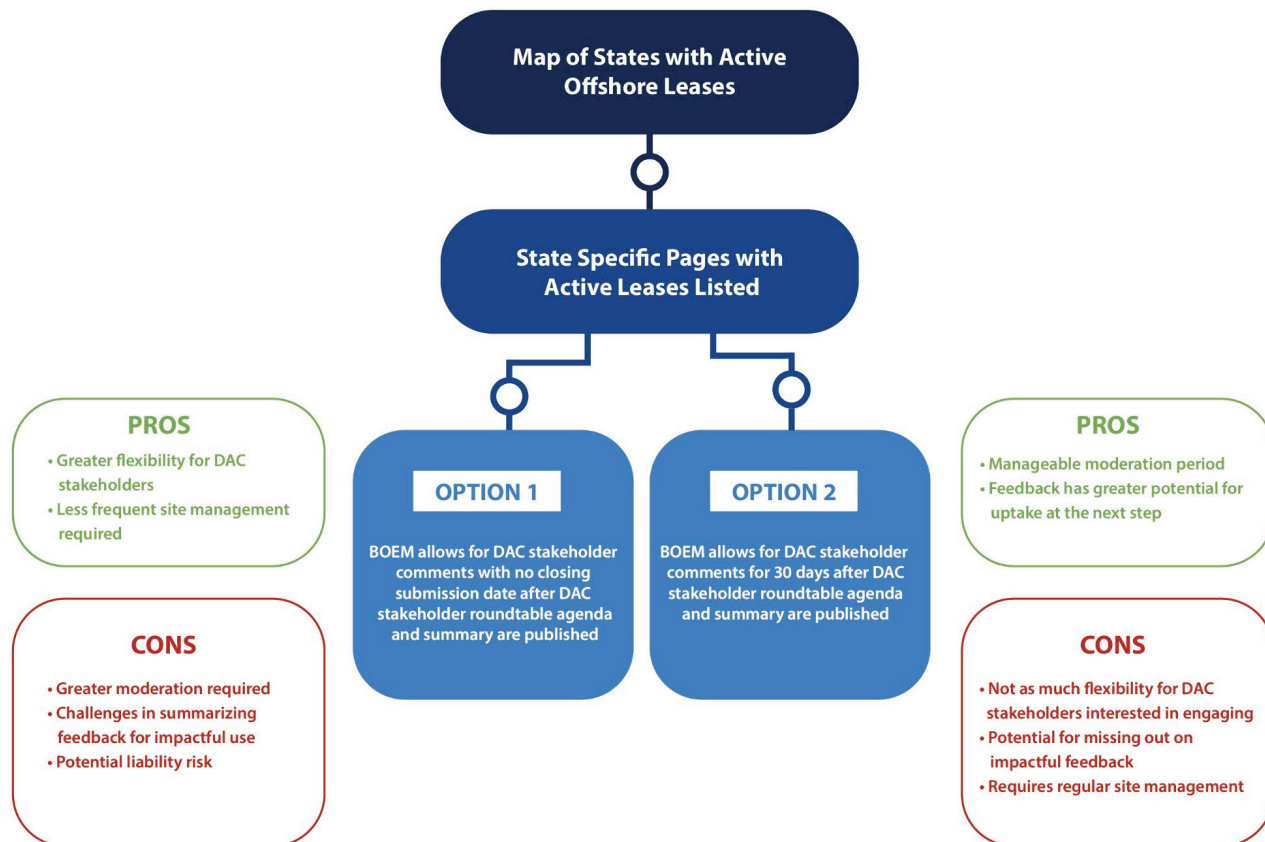 Map of States with Active
Offshore Leases
State Specific Pages with
Active Leases Listed
PROS
• Greater flexibility for DAC
stakeholders
• Less frequent site management
required
CONS
• Greater moderation required
• Challenges in summarizing
feedback for impactful use
• Potential liability risk
OPTION 1
BOEM allows for DAC stakeholder
comments with no closing
submission date after DAC
stakeholder roundtable agenda
and summary are published
OPTION 2
BOEM allows for DAC stakeholder
comments for 30 days after DAC
stakeholder roundtable agenda
and summary are published
PROS
• Manageable moderation period
• Feedback has greater potential for
uptake at the next step
CONS
• Not as much flexibility for DAC
stakeholders interested in engaging
• Potential for missing out on
impactful feedback
• Requires regular site management